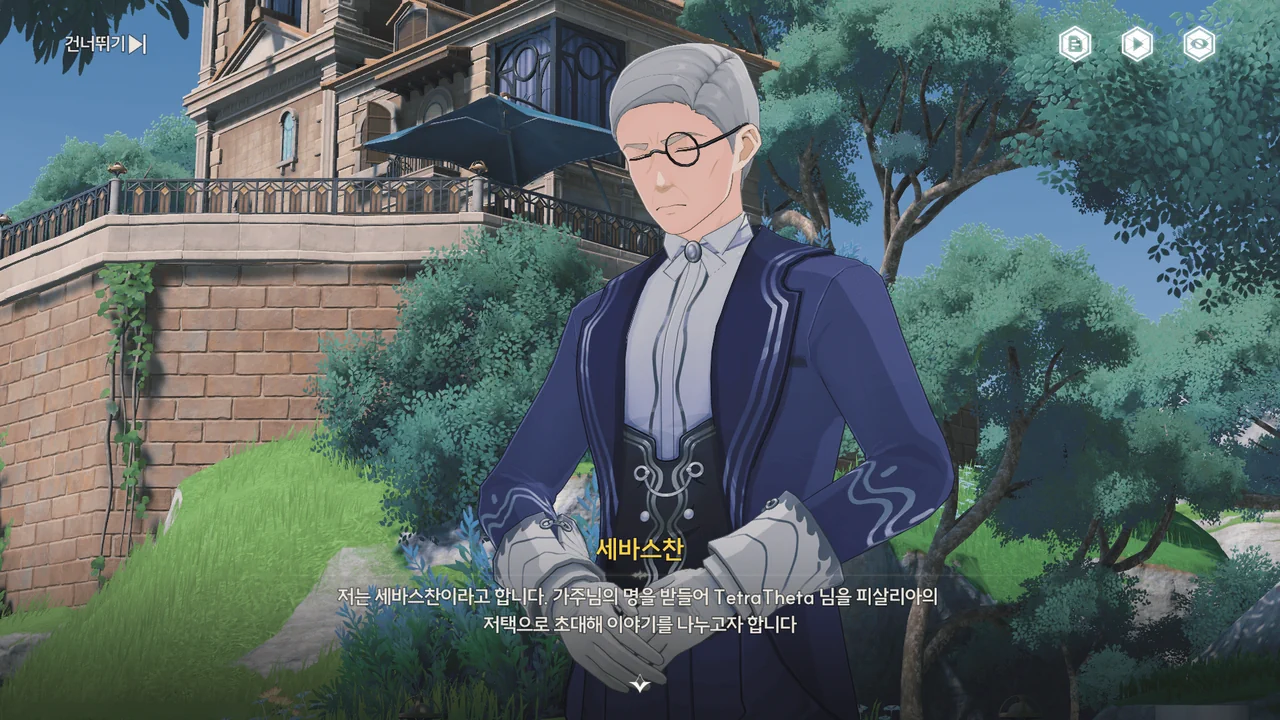 건너뛰기
세바스찬
저는 세바스찬이라고 합니다. 가주님의 명을 받들어 TetraTheta 님을 피살리아의
저택으로 초대해 이야기를 나누고자 합니다